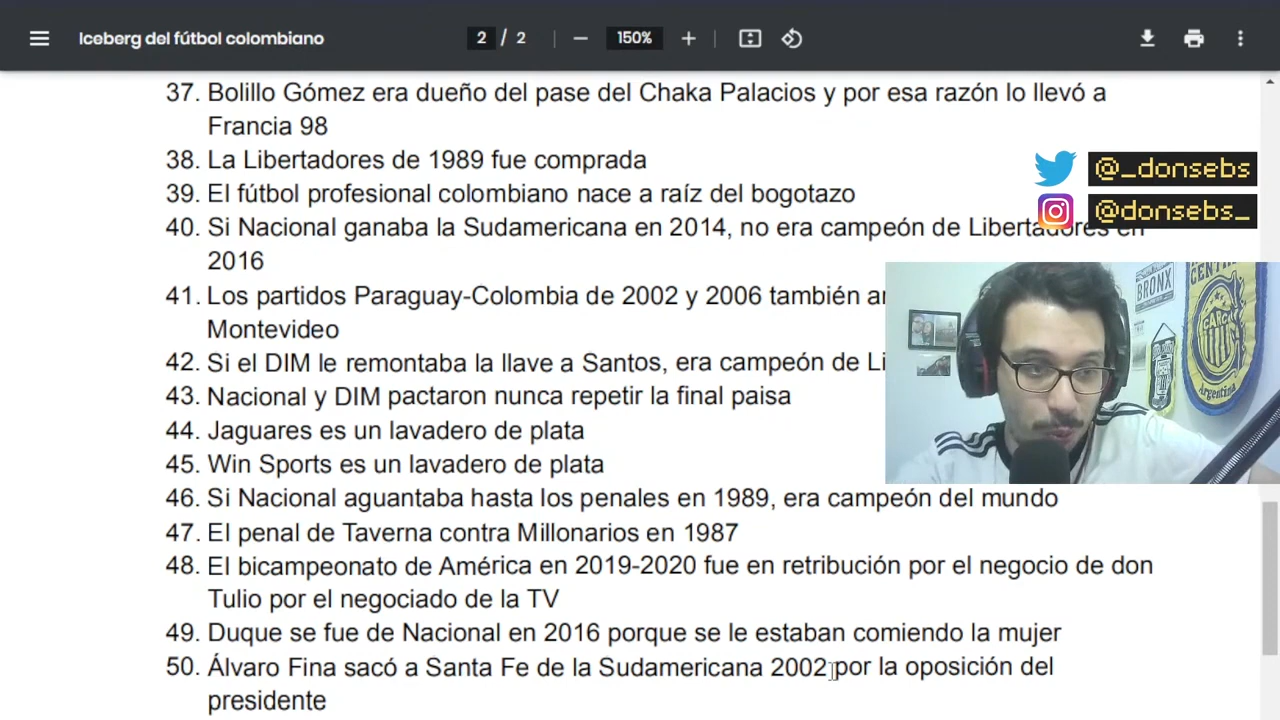 Iceberg del fútbol colombiano
2 / 2
150%
37. Bolillo Gómez era dueño del pase del Chaka Palacios y por esa razón lo llevó a
Francia 98
38. La Libertadores de 1989 fue comprada
39. El fútbol profesional colombiano nace a raíz del bogotazo
40. Si Nacional ganaba la Sudamericana en 2014, no era campeón de Libertadores en
2016
41. Los partidos Paraguay-Colombia de 2002 y 2006 también
Montevideo
42. Si el DIM le remontaba la llave a Santos, era campeón de
43. Nacional y DIM pactaron nunca repetir la final paisa
44. Jaguares es un lavadero de plata
45. Win Sports es un lavadero de plata
46. Si Nacional aguantaba hasta los penales en 1989, era campeón del mundo
47. El penal de Taverna contra Millonarios en 1987
48. El bicampeonato de América en 2019-2020 fue en retribución por el negocio de don
Tulio por el negociado de la TV
49. Duque se fue de Nacional en 2016 porque se le estaban comiendo la mujer
50. Álvaro Fina sacó a Santa Fe de la Sudamericana 2002 por la oposición del
presidente
@_donsebs
@donsebs_
BRONX
CENTRAL
CARC
Argentina